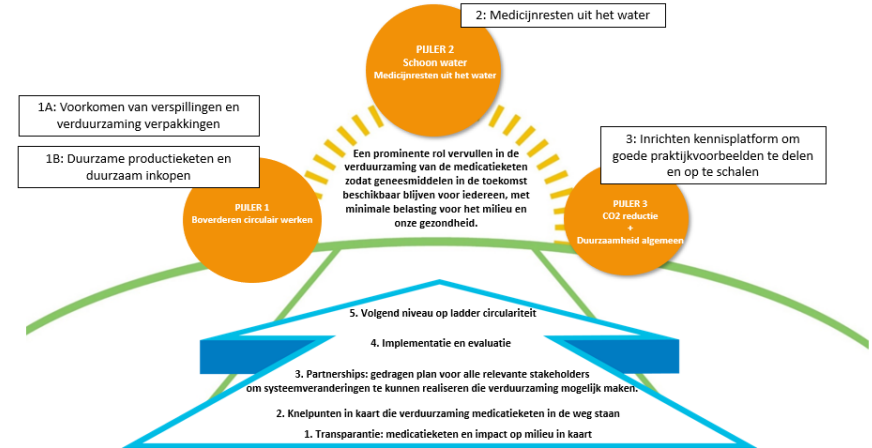 2: Medicijnresten uit het water
PIJLER 2
Schoon water
Medicijnresten uit het water
1A: Voorkomen van verspillingen en
verduurzaming verpakkingen
1B: Duurzame productieketen en
duurzaam inkopen
PIJLER 1
Boverderen circulair werken
Een prominente rol vervullen in de
verduurzaming van de medicatieketen
zodat geneesmiddelen in de toekomst
beschikbaar blijven voor iedereen, met
minimale belasting voor het milieu en
onze gezondheid.
3: Inrichten kennisplatform om
goede praktijkvoorbeelden te delen
en op te schalen
PIJLER 3
CO2 reductie
+
Duurzaamheid algemeen
5. Volgend niveau op ladder circulariteit
4. Implementatie en evaluatie
3. Partnerships: gedragen plan voor alle relevante stakeholders
om systeemveranderingen te kunnen realiseren die verduurzaming mogelijk maken.
2. Knelpunten in kaart die verduurzaming medicatieketen in de weg staan
1. Transparantie: medicatieketen en impact op milieu in kaart